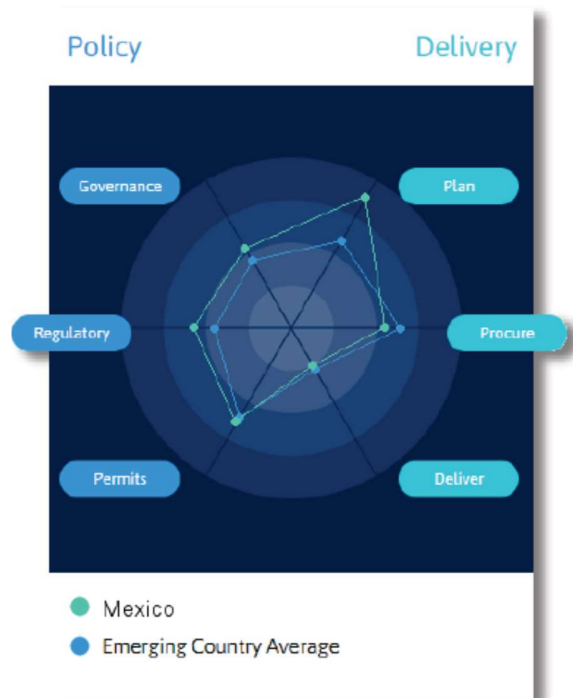 Policy
Delivery
Governance
Plan
Regulatory
Procure
Permits
Deliver
Mexico
Emerging Country Average